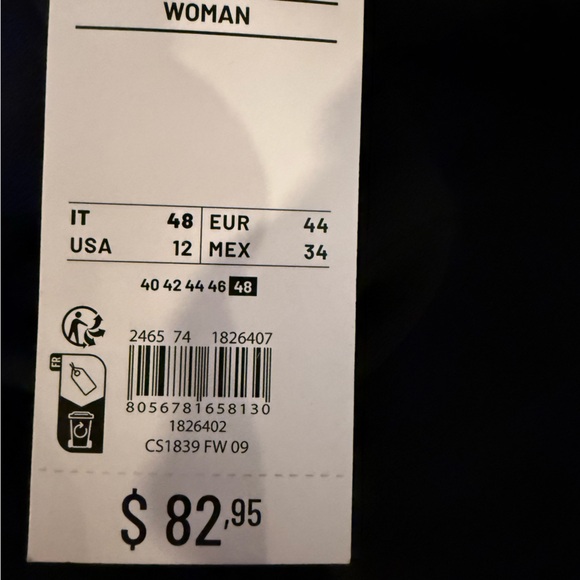 WOMAN
IT 48 EUR 44
USA 12 MEX 34
40 42 44 46 48
2465 74 1826407
FR
8056781658130
1826402
CS1839 FW 09
$ 82,95